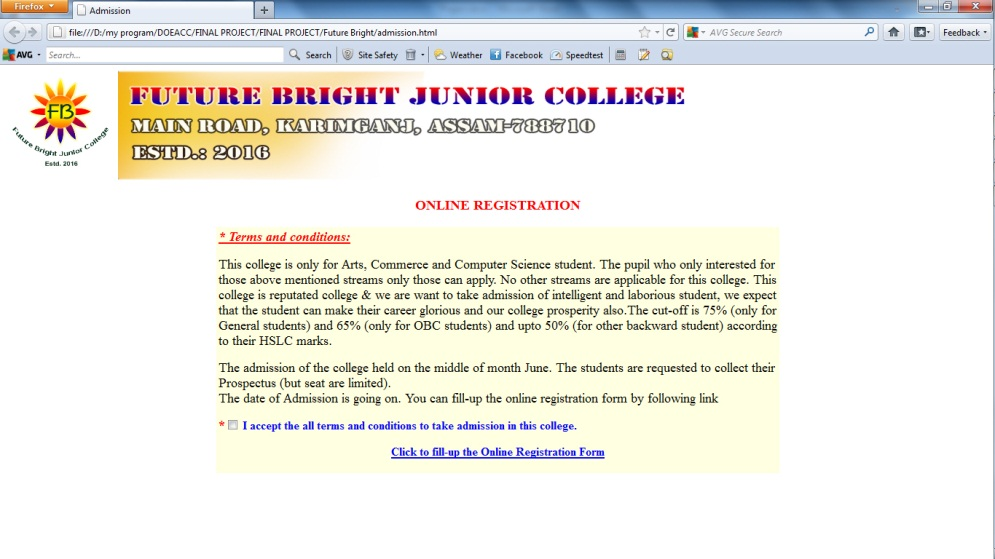 Firefox
Admission
file:///D:/my program/DOEACC/FINAL PROJECT/FINAL PROJECT/Future Bright/admission.html
AVG Secure Search
Feedback
AVG
Search...
Search
Site Safety
Weather
Facebook
Speedtest
FB
Future Bright Junior College
Estd. 2016
FUTURE BRIGHT JUNIOR COLLEGE
MAIN ROAD, KARIMGANJ, ASSAM-788710
ESTD.: 2016
ONLINE REGISTRATION
* Terms and conditions:
This college is only for Arts, Commerce and Computer Science student. The pupil who only interested for
those above mentioned streams only those can apply. No other streams are applicable for this college. This
college is reputated college & we are want to take admission of intelligent and laborious student, we expect
that the student can make their career glorious and our college prosperity also.The cut-off is 75% (only for
General students) and 65% (only for OBC students) and upto 50% (for other backward student) according
to their HSLC marks.
The admission of the college held on the middle of month June. The students are requested to collect their
Prospectus (but seat are limited).
The date of Admission is going on. You can fill-up the online registration form by following link
* I accept the all terms and conditions to take admission in this college.
Click to fill-up the Online Registration Form